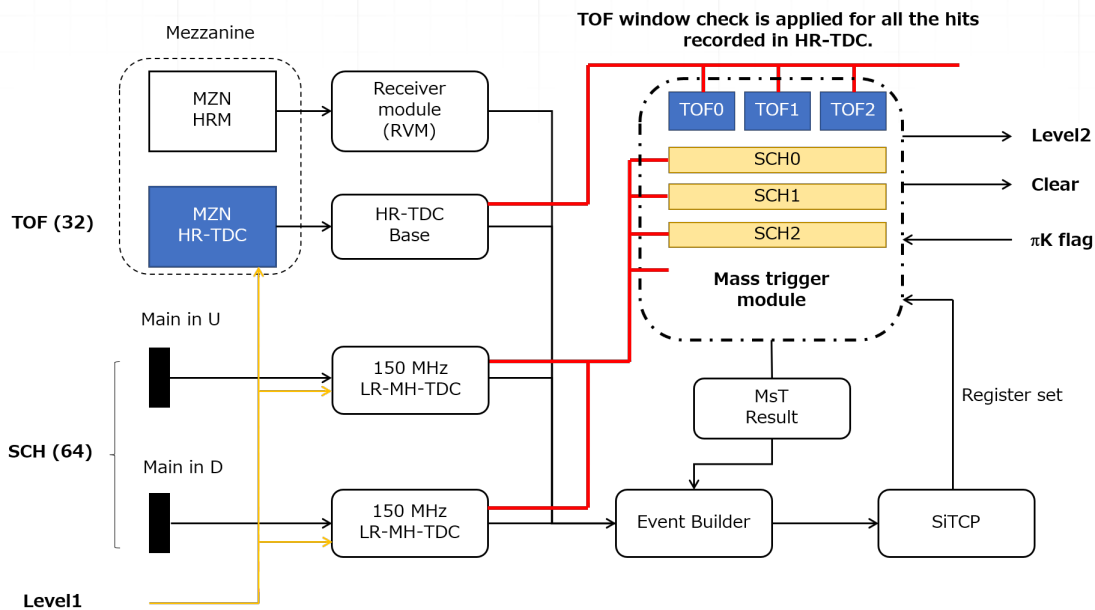 TOF window check is applied for all the hits
recorded in HR-TDC.
Mezzanine
MZN
HRM
Receiver
module
(RVM)
TOF0
TOF1
TOF2
Level2
SCH0
Clear
SCH1
TOF (32)
MZN
HR-TDC
HR-TDC
Base
SCH2
πK flag
Mass trigger
module
Main in U
150 MHz
LR-MH-TDC
MsT
Result
Register set
SCH (64)
Main in D
150 MHz
LR-MH-TDC
Event Builder
SiTCP
Level1